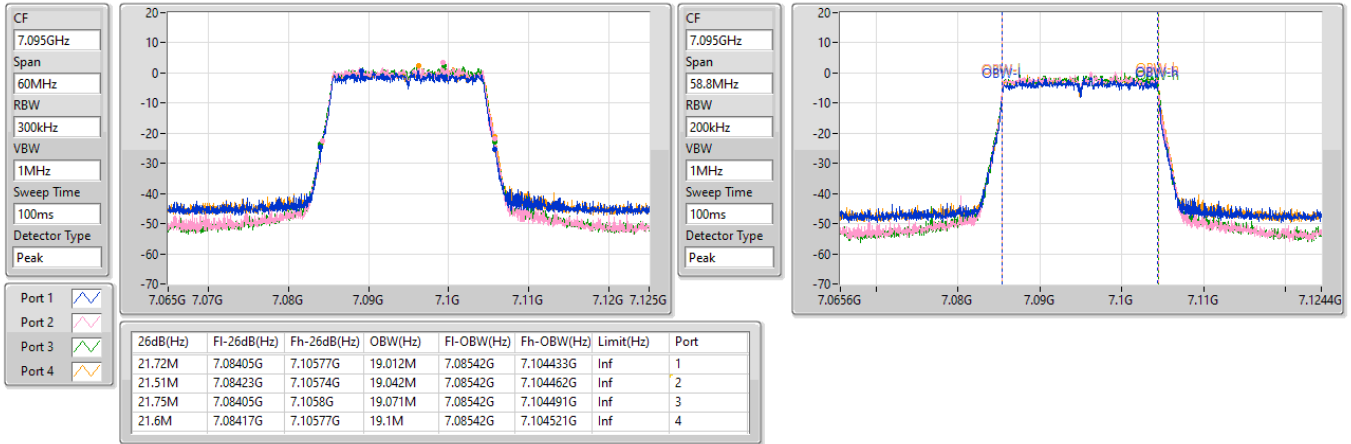 CF
7.095GHz
Span
60MHz
RBW
300kHz
VBW
1MHz
Sweep Time
100ms
Detector Type
Peak
20-
10-
0-
-10-
-20-
-30-
-40-
-50-
-60-
-70-
7.065G 7.07G 7.08G 7.09G 7.1G 7.11G 7.12G 7.125G
CF
7.095GHz
Span
58.8MHz
RBW
200kHz
VBW
1MHz
Sweep Time
100ms
Detector Type
Peak
20-
10-
0-
-10-
-20-
-30-
-40-
-50-
-60-
-70-
OBW-l OBW-h
7.0656G 7.08G 7.09G 7.1G 7.11G 7.1244G
Port 1
Port 2
Port 3
Port 4
26dB(Hz) Fl-26dB(Hz) Fh-26dB(Hz) OBW(Hz) Fl-OBW(Hz) Fh-OBW(Hz) Limit(Hz) Port
21.72M 7.08405G 7.10577G 19.012M 7.08542G 7.104433G Inf 1
21.51M 7.08423G 7.10574G 19.042M 7.08542G 7.104462G Inf 2
21.75M 7.08405G 7.1058G 19.071M 7.08542G 7.104491G Inf 3
21.6M 7.08417G 7.10577G 19.1M 7.08542G 7.104521G Inf 4